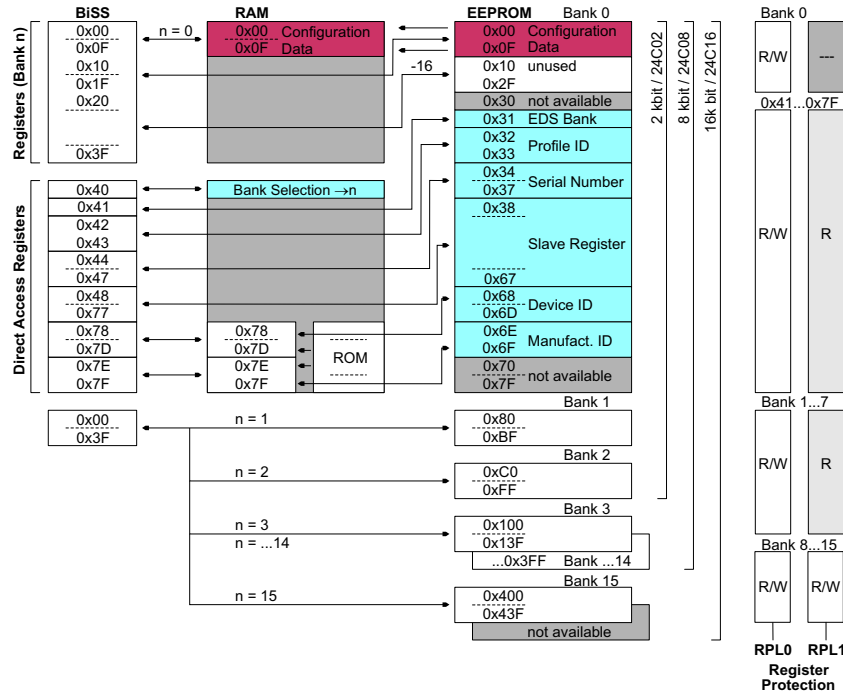 BiSS
RAM
EEPROM
Bank 0
Bank 0
Registers (Bank n)
0x00
0x0F
0x10
0x1F
0x20
0x3F
n = 0
0x00 Configuration
0x0F Data
-16
0x00 Configuration
0x0F Data
0x10 unused
0x2F
0x30 not available
0x31 EDS Bank
0x32
0x33
Profile ID
0x34
0x37
Serial Number
0x38
Slave Register
0x67
0x68
0x6D
Device ID
0x6E
0x6F
Manufact. ID
0x70
0x7F
not available
Direct Access Registers
0x40
0x41
0x42
0x43
0x44
0x47
0x48
0x77
0x78
0x7D
0x7E
0x7F
Bank Selection →n
0x78
0x7D
0x7E
0x7F
ROM
0x00
0x3F
n = 1
Bank 1
0x80
0xBF
n = 2
Bank 2
0xC0
0xFF
n = 3
n = ...14
Bank 3
0x100
0x13F
...0x3FF Bank ...14
n = 15
Bank 15
0x400
0x43F
not available
2 kbit / 24C02
8 kbit / 24C08
16k bit / 24C16
R/W
---
0x41...0x7F
R/W
R
Bank 1...7
R/W
R
Bank 8...15
R/W
R/W
RPL0 RPL1
Register
Protection